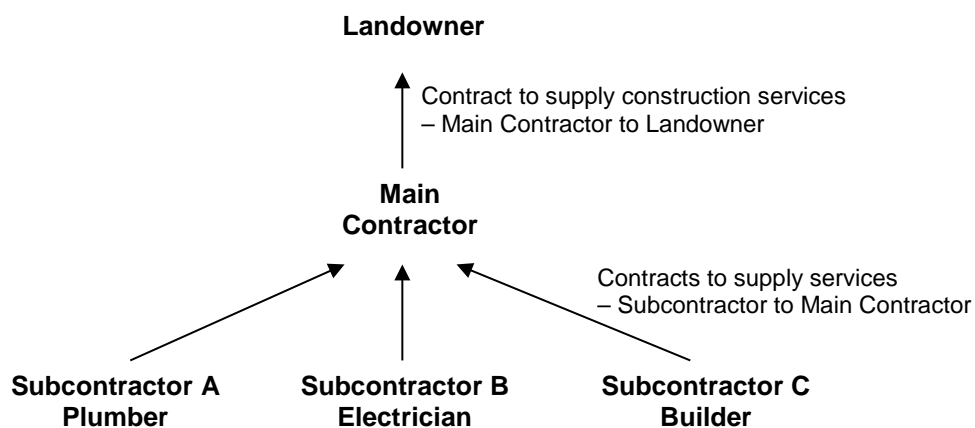 Landowner
Contract to supply construction services
– Main Contractor to Landowner
Main
Contractor
Contracts to supply services
– Subcontractor to Main Contractor
Subcontractor A
Plumber
Subcontractor B
Electrician
Subcontractor C
Builder